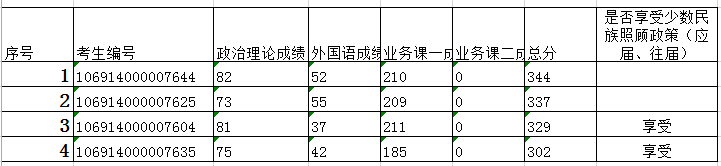 序号 考生编号 政治理论成绩 外国语成绩 业务课一成 业务课二成 总分 是否享受少数民族照顾政策（应届、往届）
1 106914000007644 82 52 210 0 344
2 106914000007625 73 55 209 0 337
3 106914000007604 81 37 211 0 329 享受
4 106914000007635 75 42 185 0 302 享受